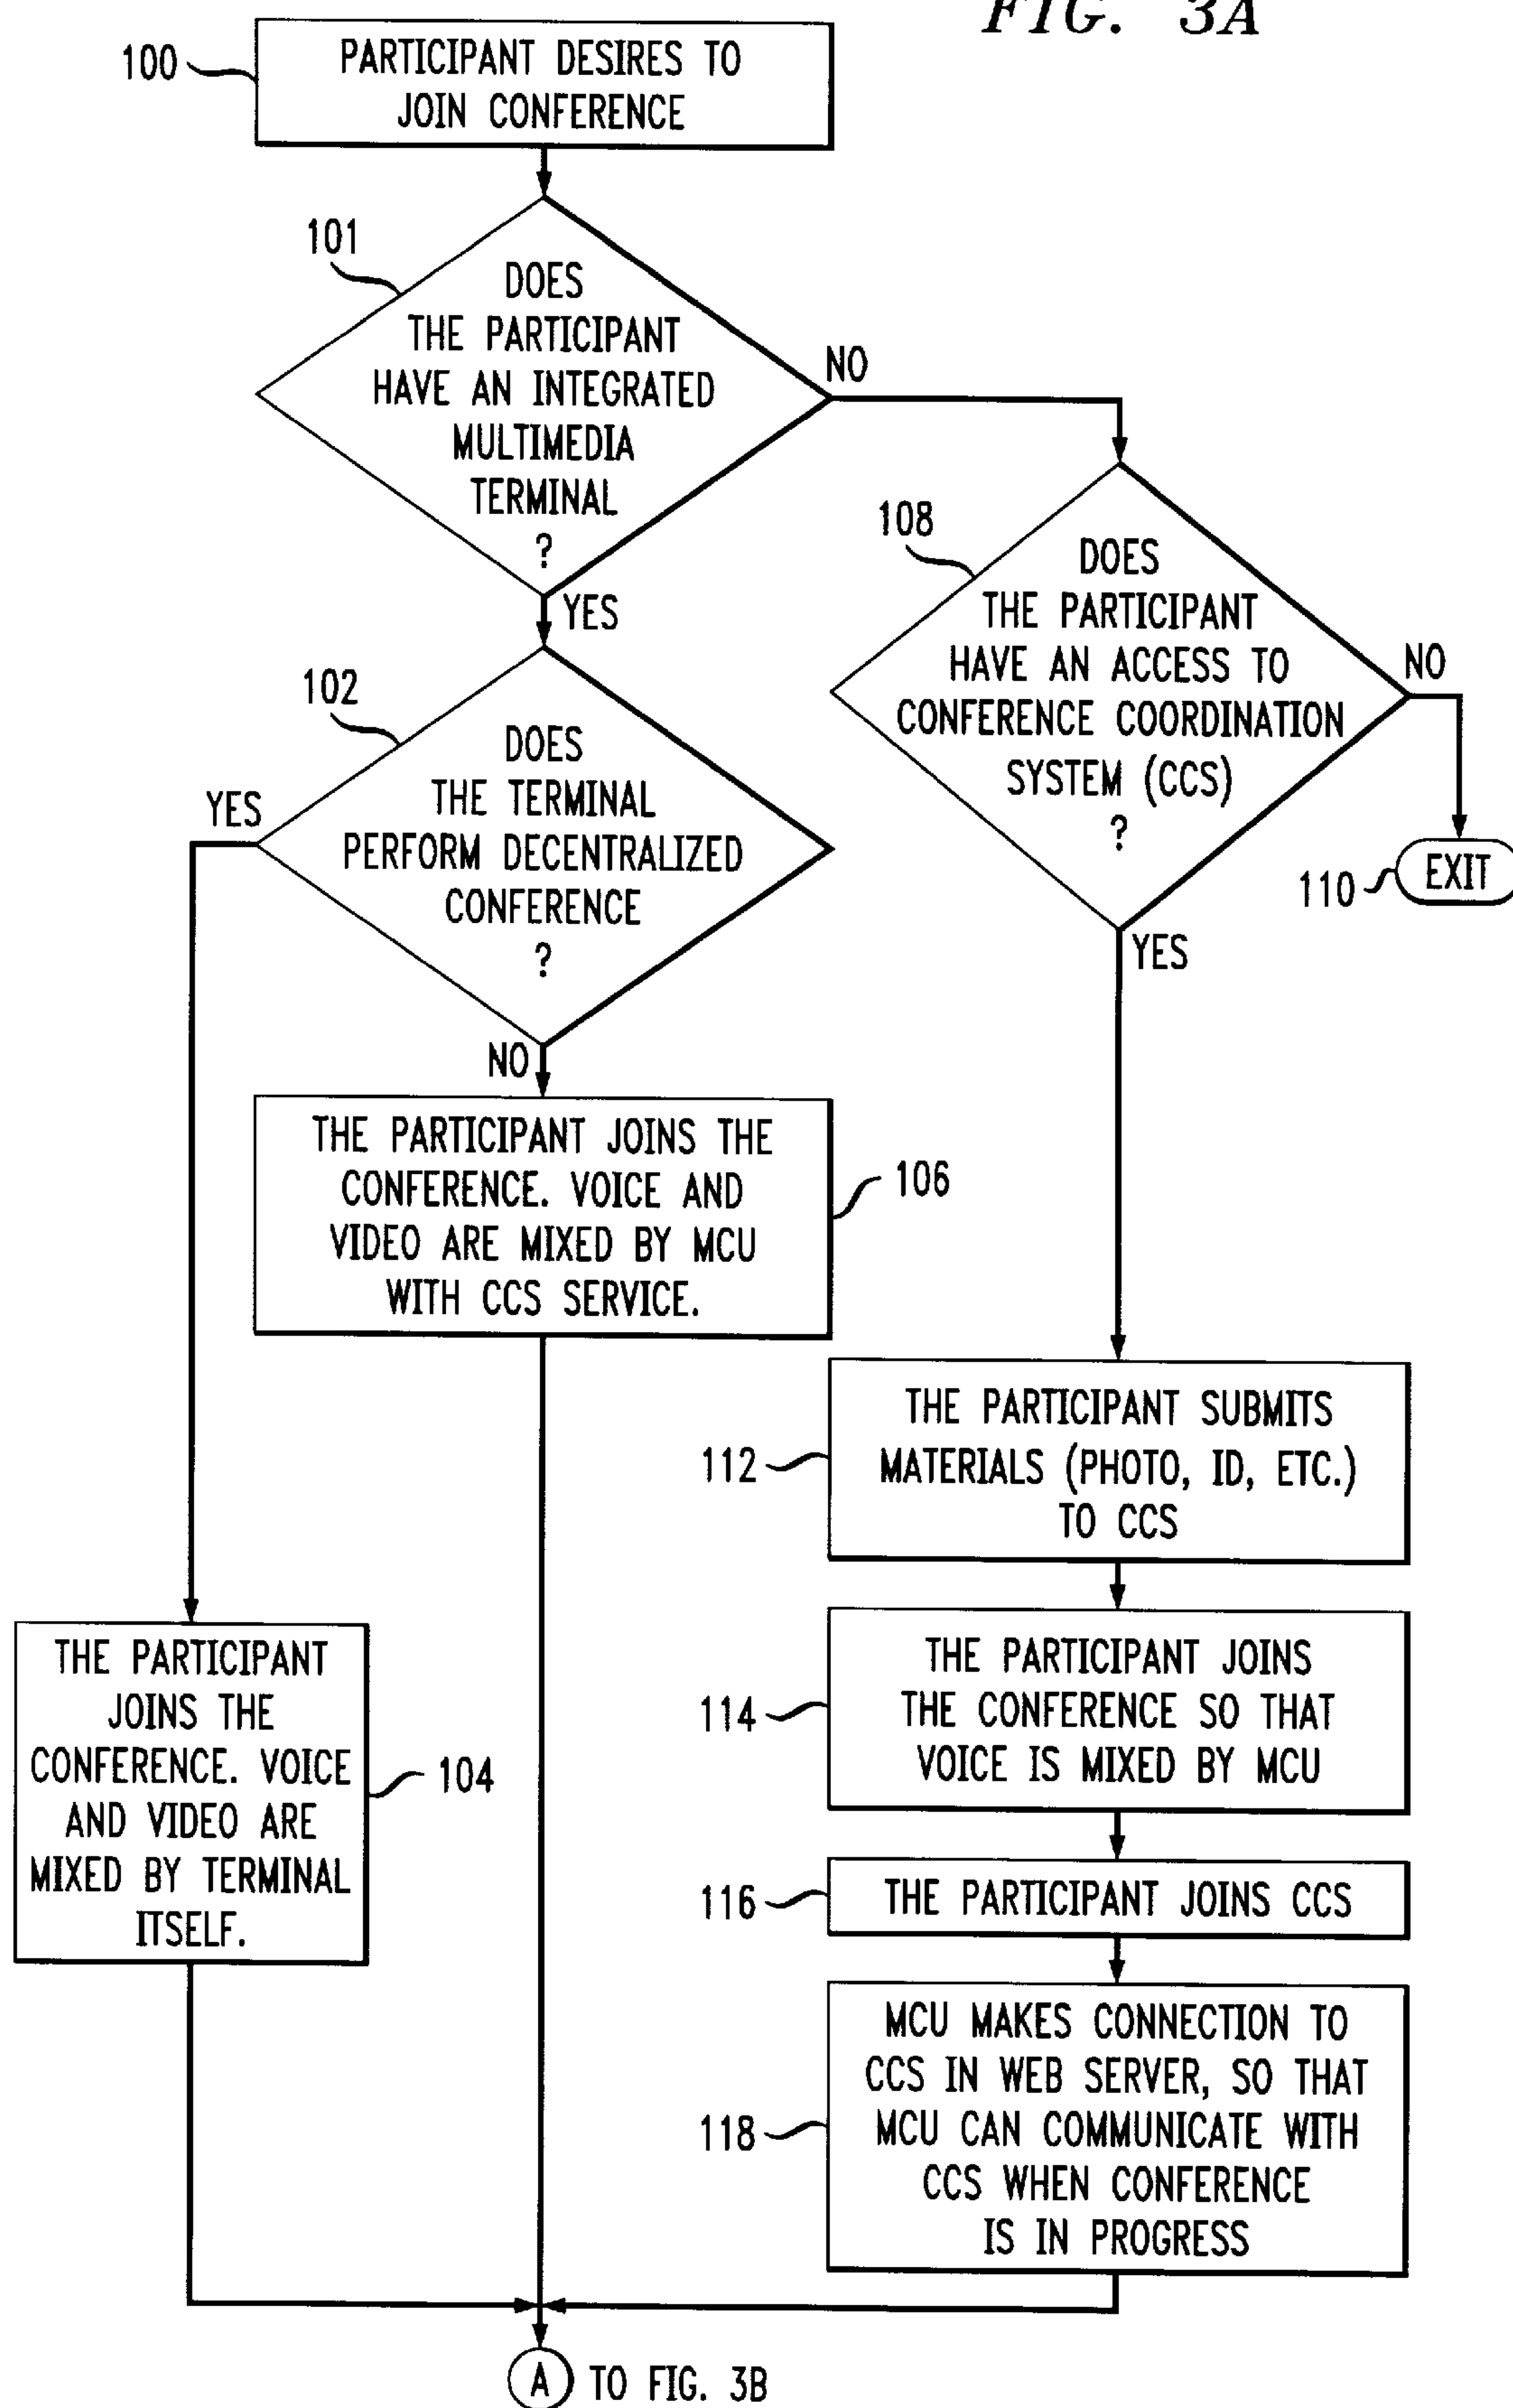 FIG. 3A
100
PARTICIPANT DESIRES TO
JOIN CONFERENCE
101
DOES
THE PARTICIPANT
HAVE AN INTEGRATED
MULTIMEDIA
TERMINAL
?
NO
YES
108
DOES
THE PARTICIPANT
HAVE AN ACCESS TO
CONFERENCE COORDINATION
SYSTEM (CCS)
?
NO
110
EXIT
YES
102
DOES
THE TERMINAL
PERFORM DECENTRALIZED
CONFERENCE
?
YES
NO
THE PARTICIPANT JOINS THE
CONFERENCE. VOICE AND
VIDEO ARE MIXED BY MCU
WITH CCS SERVICE.
106
THE PARTICIPANT SUBMITS
MATERIALS (PHOTO, ID, ETC.)
TO CCS
112
THE PARTICIPANT
JOINS THE
CONFERENCE. VOICE
AND VIDEO ARE
MIXED BY TERMINAL
ITSELF.
104
THE PARTICIPANT JOINS
THE CONFERENCE SO THAT
VOICE IS MIXED BY MCU
114
116
THE PARTICIPANT JOINS CCS
MCU MAKES CONNECTION TO
CCS IN WEB SERVER, SO THAT
MCU CAN COMMUNICATE WITH
CCS WHEN CONFERENCE
IS IN PROGRESS
118
A TO FIG. 3B